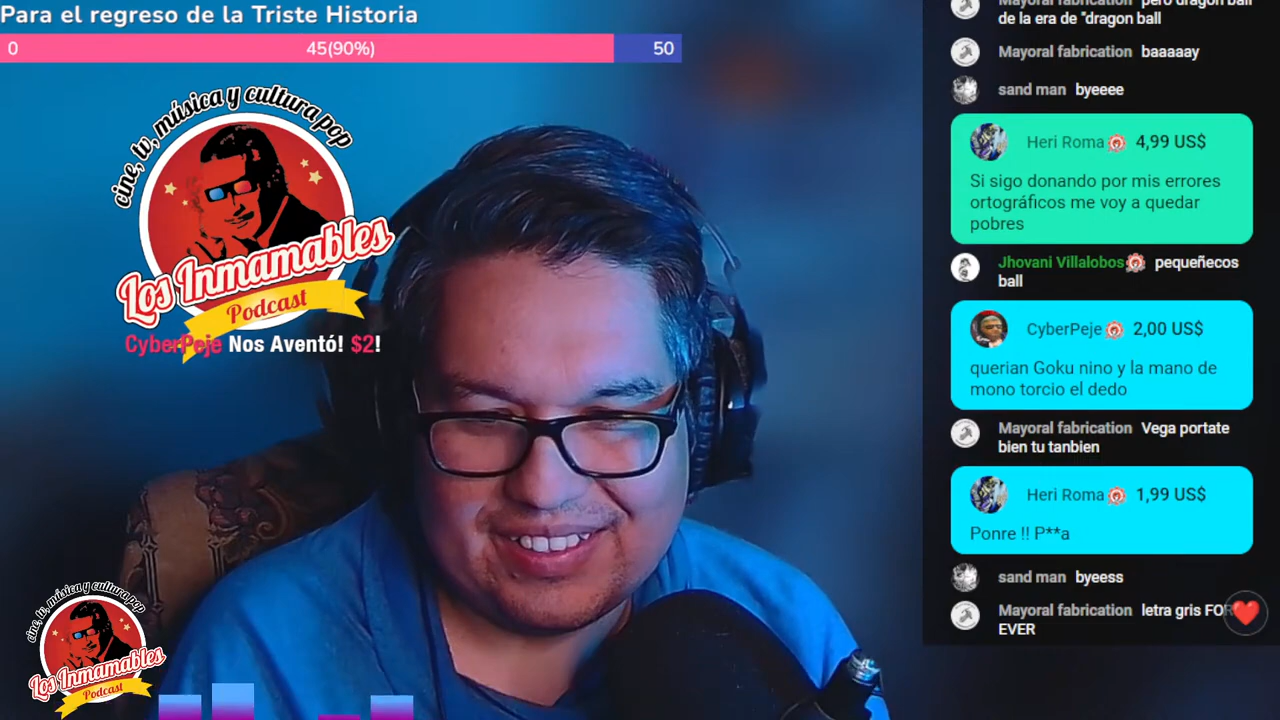 Para el regreso de la Triste Historia
0 45(90%) 50
cine, tv, música y cultura pop
Los Inmamables
Podcast
CyberPeje Nos Aventó! $2!
cine, tv, música y cultura pop
Los Inmamables
Podcast
Mayoral fabrication pero dragon ball
de la era de "dragon ball
Mayoral fabrication baaaaay
sand man byeeee
Heri Roma 4,99 US$
Si sigo donando por mis errores
ortográficos me voy a quedar
pobres
Jhovani Villalobos pequeñecos
ball
CyberPeje 2,00 US$
querian Goku nino y la mano de
mono torcio el dedo
Mayoral fabrication Vega portate
bien tu tanbien
Heri Roma 1,99 US$
Ponre !! P**a
sand man byeess
Mayoral fabrication letra gris FOR
EVER